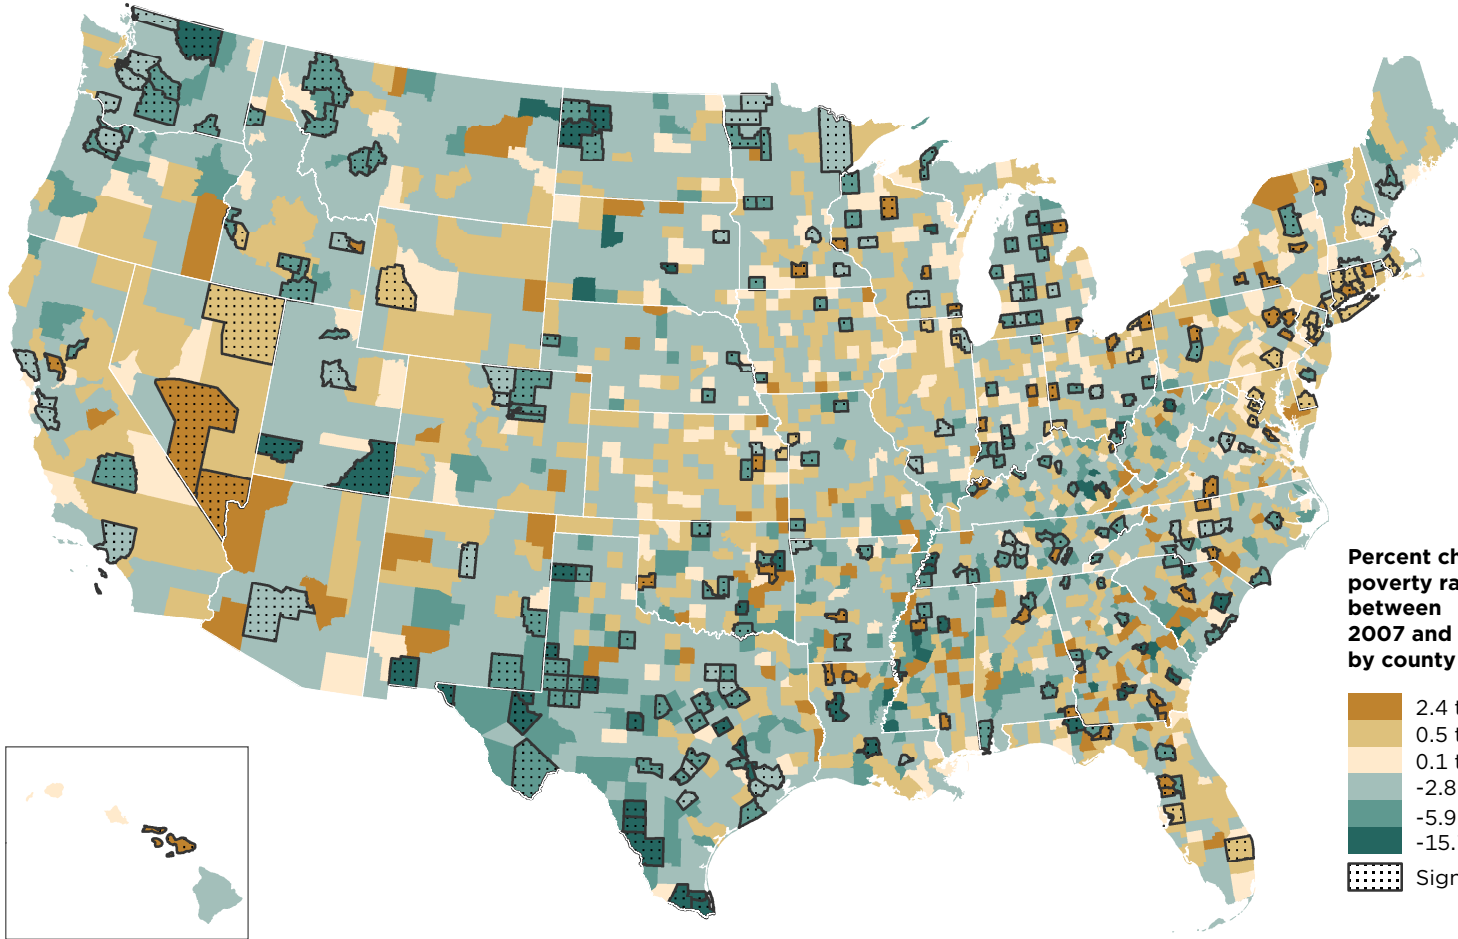 Percent ch
poverty ra
between
2007 and
by county
2.4 t
0.5 t
0.1 t
-2.8
-5.9
-15.
Sign